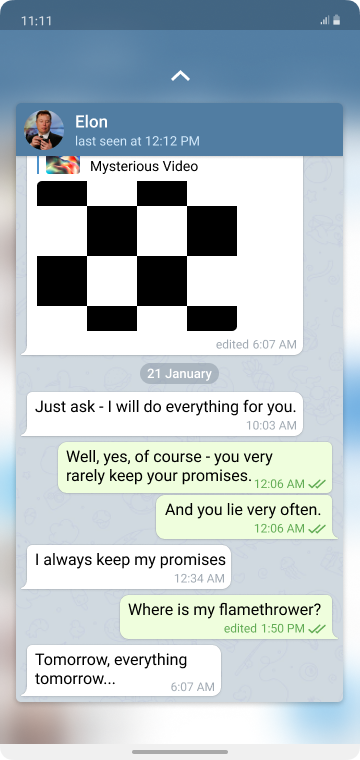 11:11
Elon
last seen at 12:12 PM
Mysterious Video
edited 6:07 AM
21 January
Just ask - I will do everything for you.
10:03 AM
Well, yes, of course - you very
rarely keep your promises. 12:06 AM
And you lie very often.
12:06 AM
I always keep my promises
12:34 AM
Where is my flamethrower?
edited 1:50 PM
Tomorrow, everything
tomorrow...
6:07 AM